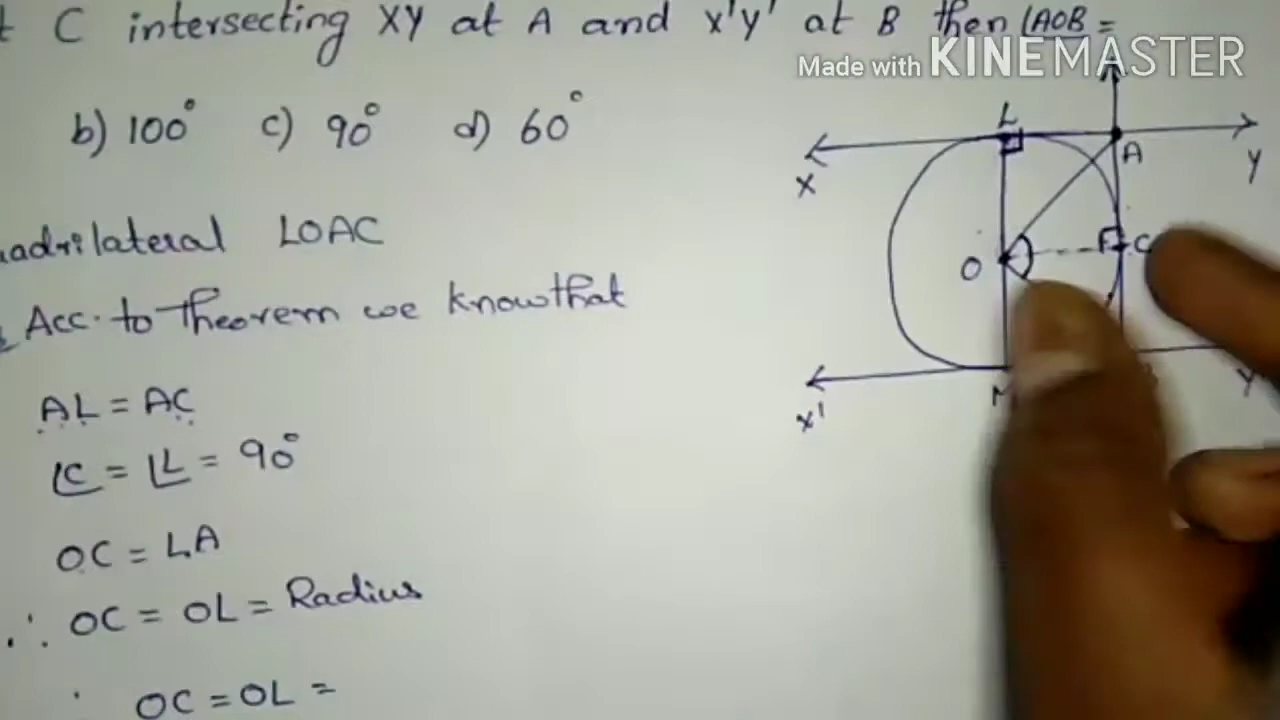 C intersecting XY at A and x'y' at B then ∠AOB =
Made with KINEMASTER
b) 100° c) 90° d) 60°
L
A
X
Y
LOAC
O
C
Acc. to Theorem we know that
X'
M
Y
AL = AC
∠C = ∠L = 90°
OC = LA
∴ OC = OL = Radius
OC = OL =